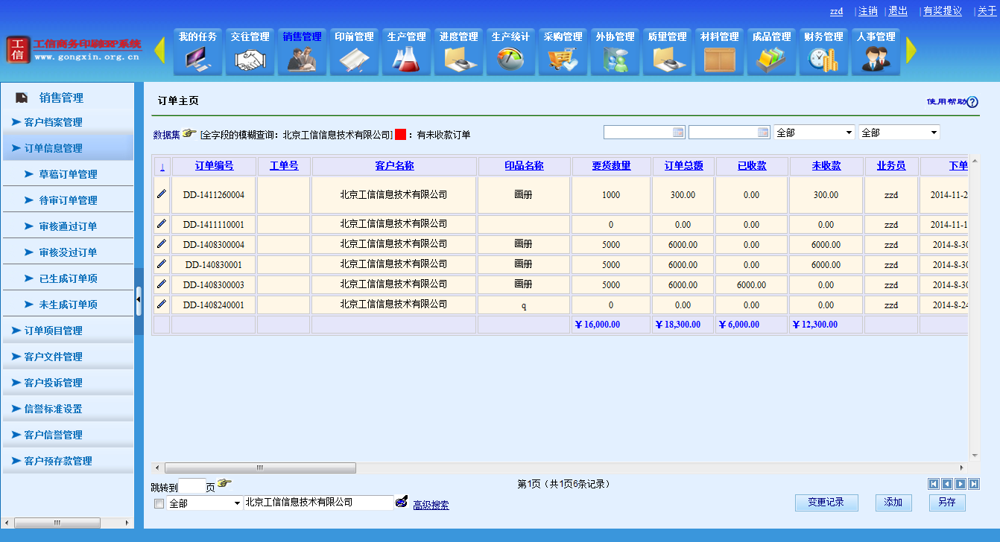 zzd | 注销 | 退出 | 有奖提议 | 关于
工信
工信商务印刷ERP系统
www.gongxin.org.cn
我的任务 交往管理 销售管理 印前管理 生产管理 进度管理 生产统计 采购管理 外协管理 质量管理 材料管理 成品管理 财务管理 人事管理
销售管理
客户档案管理
订单信息管理
草稿订单管理
待审订单管理
审核通过订单
审核没过订单
已生成订单项
未生成订单项
订单项目管理
客户文件管理
客户投诉管理
信誉标准设置
客户信誉管理
客户预存款管理
订单主页
使用帮助?
数据集 [全字段的模糊查询：北京工信信息技术有限公司] ：有未收款订单
全部 全部
订单编号 工单号 客户名称 印品名称 要货数量 订单总额 已收款 未收款 业务员 下单
DD-1411260004 北京工信信息技术有限公司 画册 1000 300.00 0.00 300.00 zzd 2014-11-2
DD-1411110001 北京工信信息技术有限公司 0 0.00 0.00 0.00 zzd 2014-11-1
DD-1408300004 北京工信信息技术有限公司 画册 5000 6000.00 0.00 6000.00 zzd 2014-8-30
DD-140830001 北京工信信息技术有限公司 画册 5000 6000.00 0.00 6000.00 zzd 2014-8-30
DD-1408300003 北京工信信息技术有限公司 画册 5000 6000.00 6000.00 0.00 zzd 2014-8-30
DD-1408240001 北京工信信息技术有限公司 q 0 0.00 0.00 0.00 zzd 2014-8-24
￥16,000.00 ￥18,300.00 ￥6,000.00 ￥12,300.00
跳转到 页
第1页（共1页6条记录）
全部 北京工信信息技术有限公司 高级搜索
变更记录 添加 另存